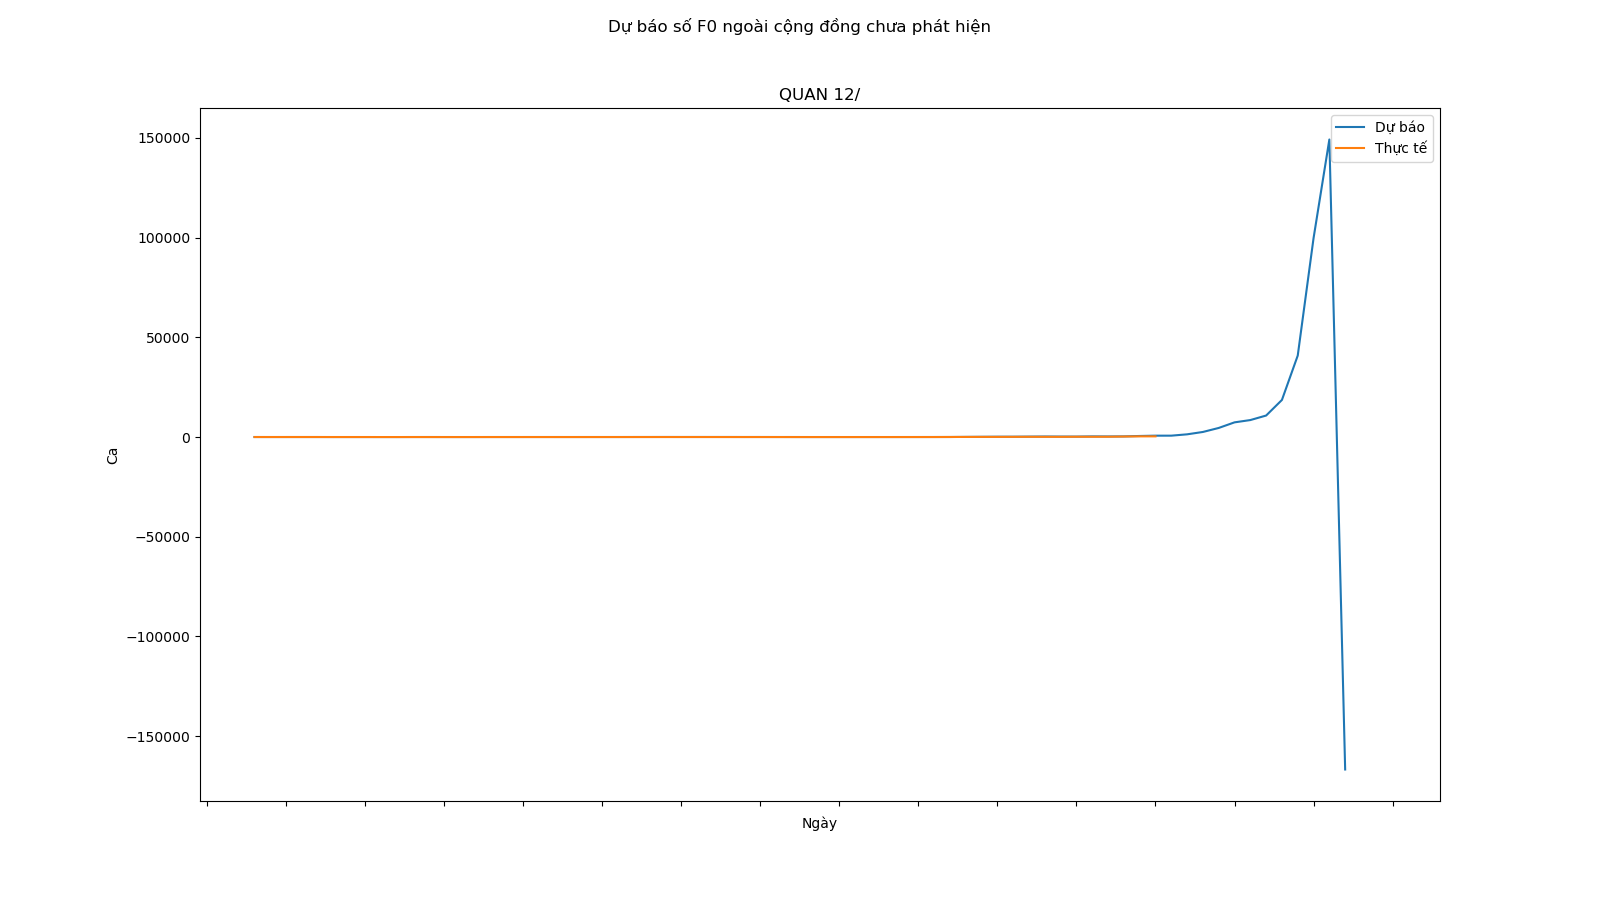 Dự báo số F0 ngoài cộng đồng chưa phát hiện
QUAN 12/
Dự báo
Thực tế
150000
100000
50000
0
−50000
−100000
−150000
Ca
Ngày